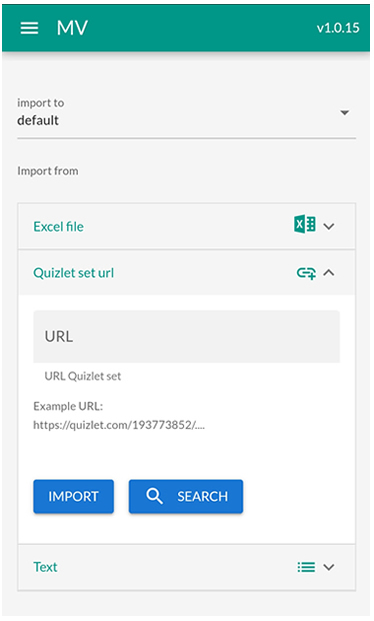 MV v1.0.15
import to
default
Import from
Excel file
Quizlet set url
URL
URL Quizlet set
Example URL:
https://quizlet.com/193773852/....
IMPORT SEARCH
Text